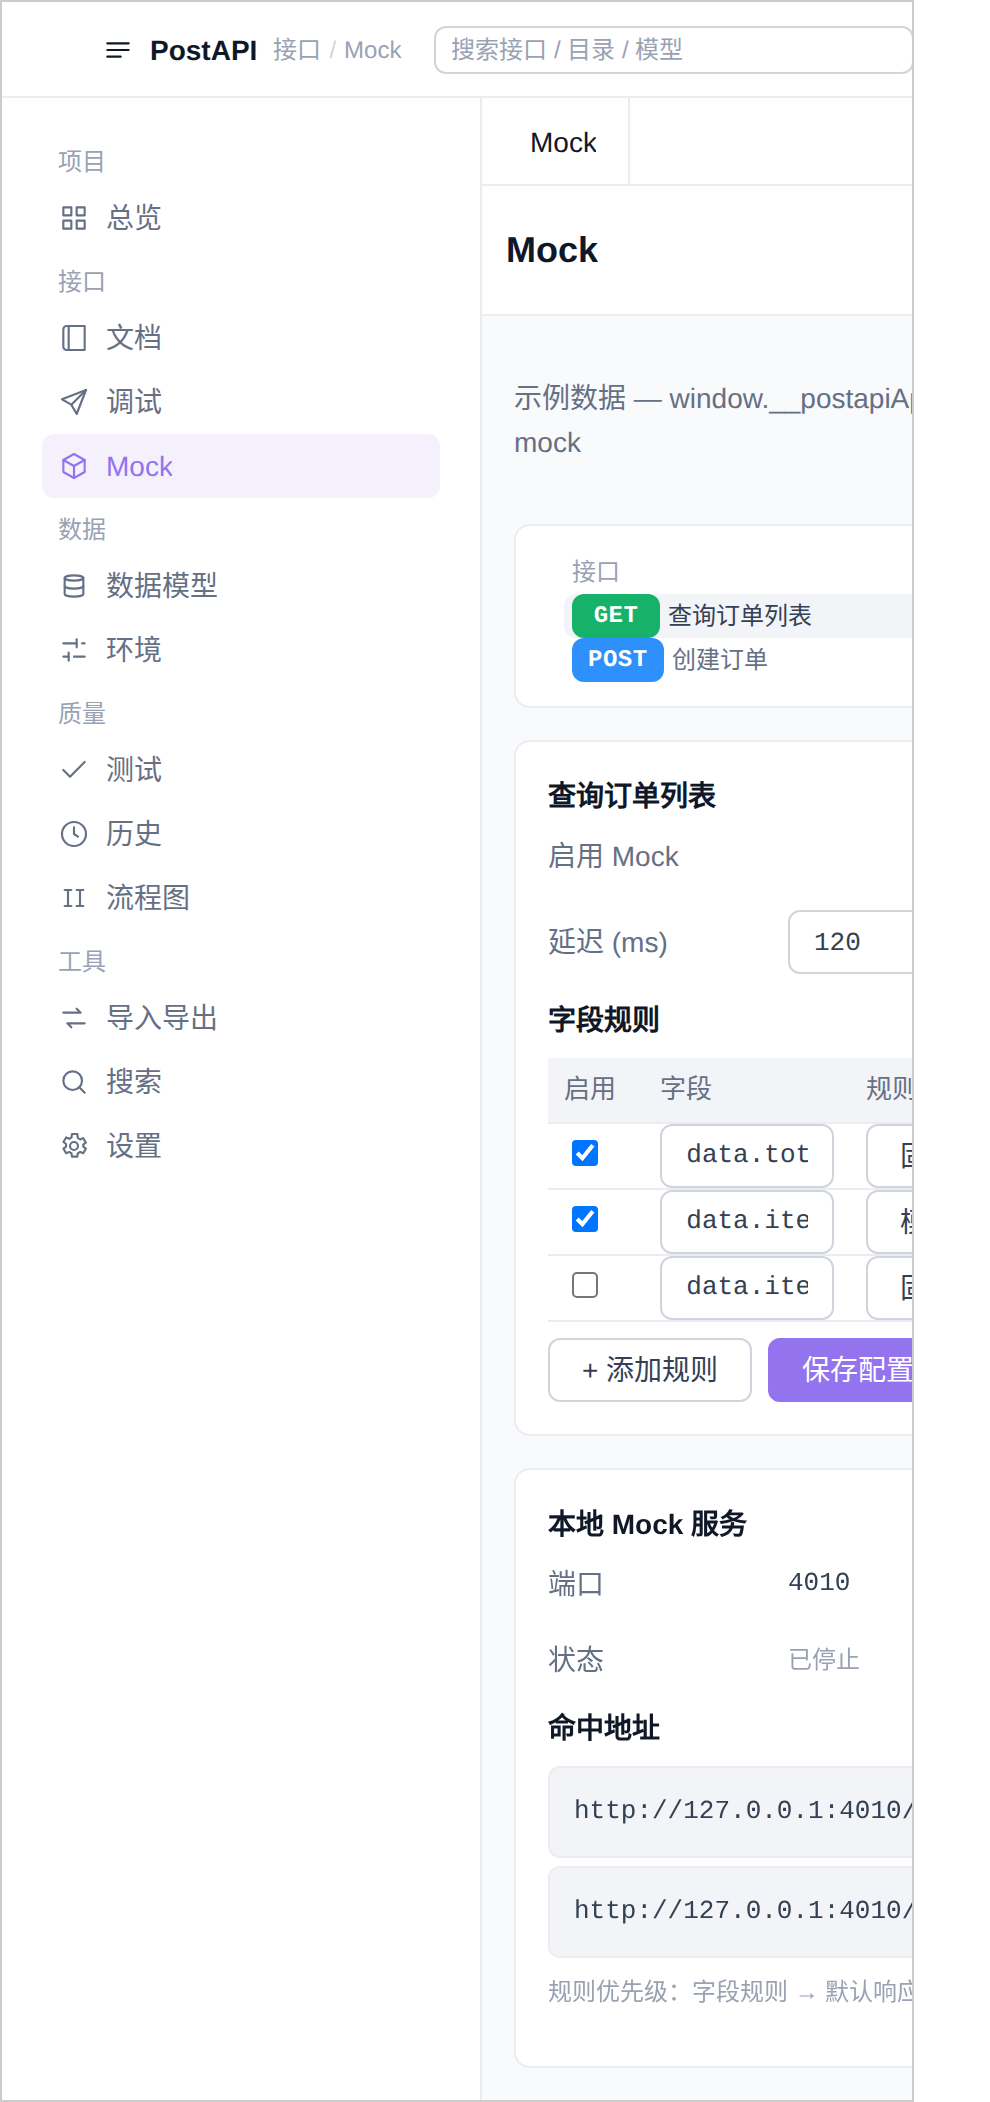 PostAPI 接口 / Mock 搜索接口 / 目录 / 模型
项目
总览
接口
文档
调试
Mock
数据
数据模型
环境
质量
测试
历史
流程图
工具
导入导出
搜索
设置
Mock
Mock
示例数据 — window.__postapiA
mock
接口
GET 查询订单列表
POST 创建订单
查询订单列表
启用 Mock
延迟 (ms) 120
字段规则
启用 字段 规则
data.tot
data.ite
data.ite
+ 添加规则 保存配置
本地 Mock 服务
端口 4010
状态 已停止
命中地址
http://127.0.0.1:4010/
http://127.0.0.1:4010/
规则优先级：字段规则 → 默认响应